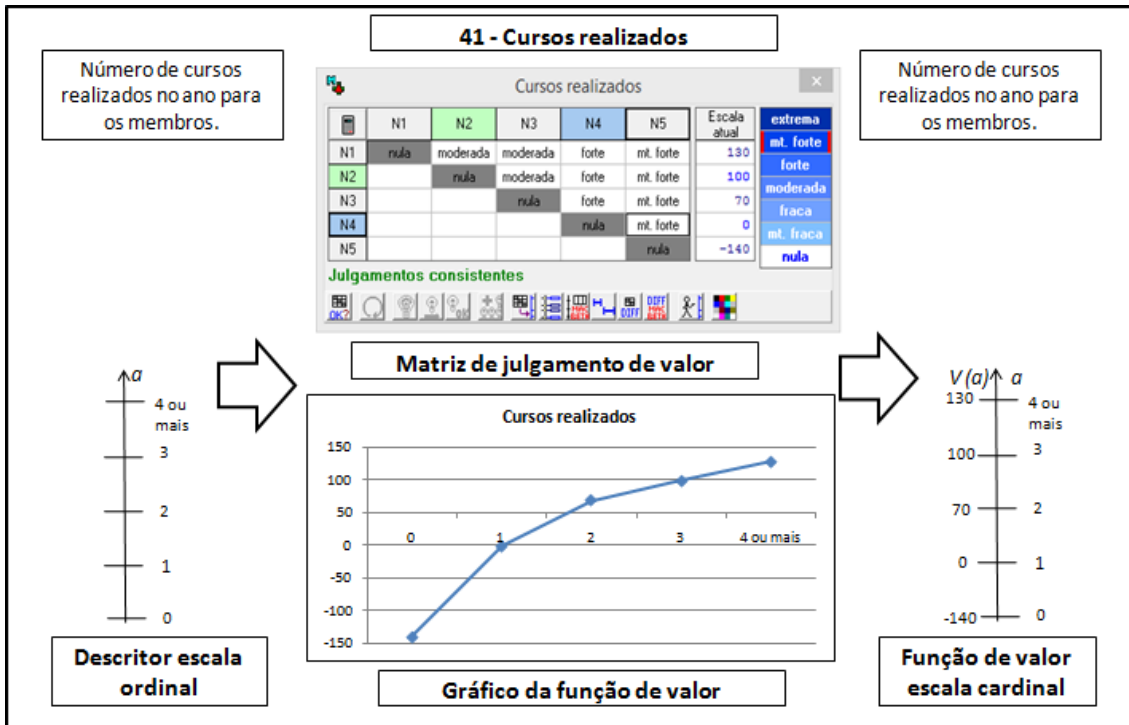 41 - Cursos realizados
Número de cursos
realizados no ano para
os membros.
Número de cursos
realizados no ano para
os membros.
Cursos realizados
N1 N2 N3 N4 N5 Escala atual
N1 nula moderada moderada forte mt. forte 130
N2 nula moderada forte mt. forte 100
N3 nula forte mt. forte 70
N4 nula mt. forte 0
N5 nula -140
extrema
mt. forte
forte
moderada
fraca
mt. fraca
nula
Julgamentos consistentes
OK? OK DIFF DIFF
Matriz de julgamento de valor
a
4 ou
mais
3
2
1
0
Descritor escala
ordinal
Cursos realizados
150
100
50
0
-50
-100
-150
0 1 2 3 4 ou mais
Gráfico da função de valor
V(a) a
130 4 ou
mais
100 3
70 2
0 1
-140 0
Função de valor
escala cardinal